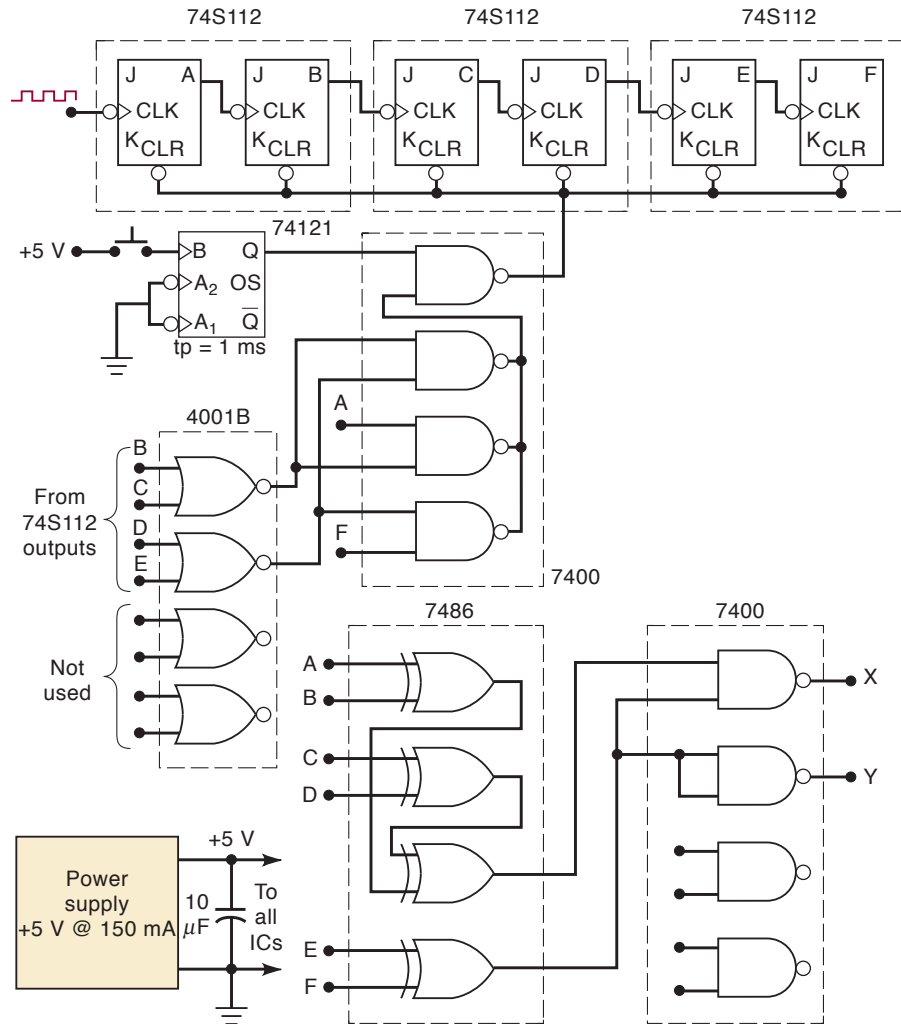 74S112
74S112
74S112
J A
CLK
K CLR
J B
CLK
K CLR
J C
CLK
K CLR
J D
CLK
K CLR
J E
CLK
K CLR
J F
CLK
K CLR
74121
+5 V
B Q
A2 OS
A1 Q̅
tp = 1 ms
4001B
B
C
D
E
From
74S112
outputs
Not
used
A
F
7400
7486
7400
A
B
C
D
E
F
X
Y
+5 V
Power
supply
+5 V @ 150 mA
10
μF
To
all
ICs